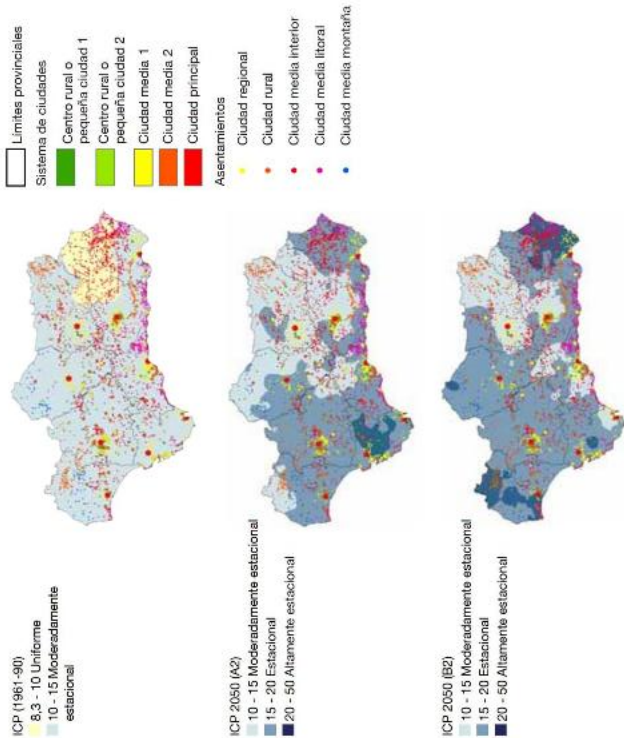 ICP (1961-90)
8,3 - 10 Uniforme
10 - 15 Moderadamente
estacional
ICP 2050 (A2)
10 - 15 Moderadamente estacional
15 - 20 Estacional
20 - 50 Altamente estacional
ICP 2050 (B2)
10 - 15 Moderadamente estacional
15 - 20 Estacional
20 - 50 Altamente estacional
Límites provinciales
Sistema de ciudades
Centro rural o
pequeña ciudad 1
Centro rural o
pequeña ciudad 2
Ciudad media 1
Ciudad media 2
Ciudad principal
Asentamientos
Ciudad regional
Ciudad rural
Ciudad media interior
Ciudad media litoral
Ciudad media montaña